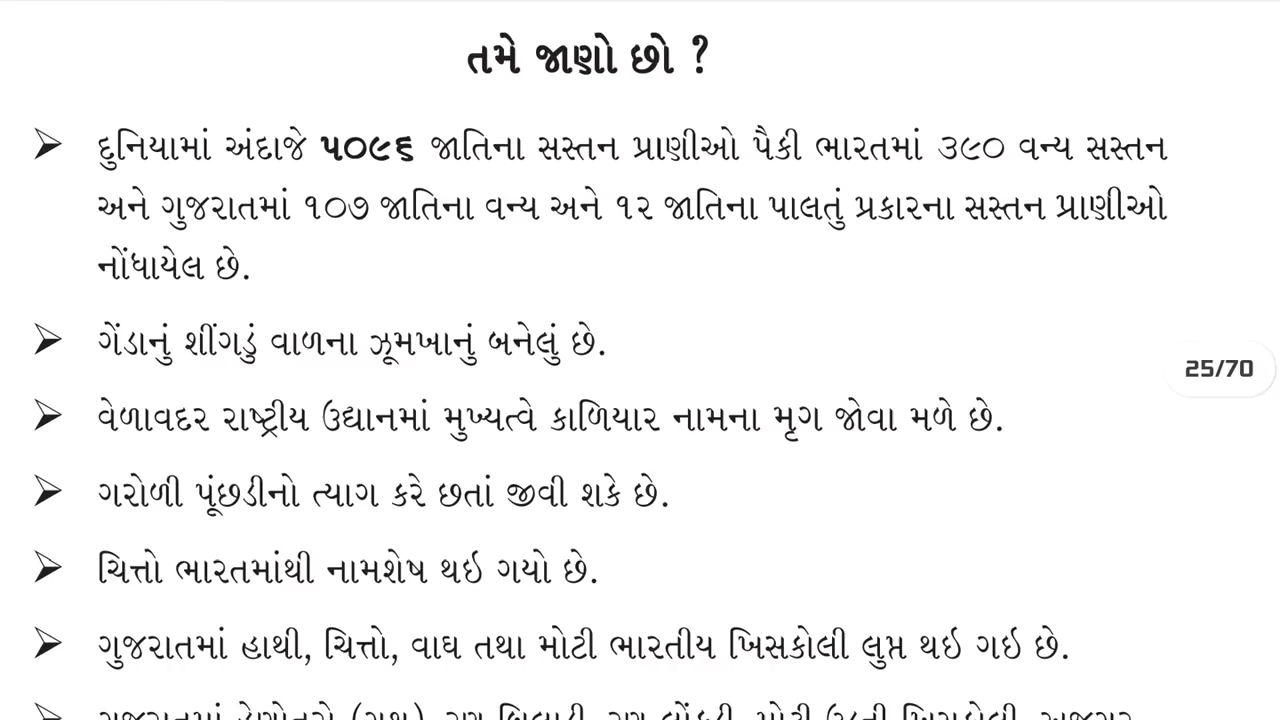 તમે જાણો છો ?
➢ દુનિયામાં અંદાજે ૫૦૯૬ જાતિના સસ્તન પ્રાણીઓ પૈકી ભારતમાં ૩૯૦ વન્ય સસ્તન
અને ગુજરાતમાં ૧૦૭ જાતિના વન્ય અને ૧૨ જાતિના પાલતું પ્રકારના સસ્તન પ્રાણીઓ
નોંધાયેલ છે.
➢ ગેંડાનું શીંગડું વાળના ઝૂમખાનું બનેલું છે.
25/70
➢ વેળાવદર રાષ્ટ્રીય ઉદ્યાનમાં મુખ્યત્વે કાળિયાર નામના મૃગ જોવા મળે છે.
➢ ગરોળી પૂંછડીનો ત્યાગ કરે છતાં જીવી શકે છે.
➢ ચિત્તો ભારતમાંથી નામશેષ થઇ ગયો છે.
➢ ગુજરાતમાં હાથી, ચિત્તો, વાઘ તથા મોટી ભારતીય ખિસકોલી લુપ્ત થઇ ગઇ છે.